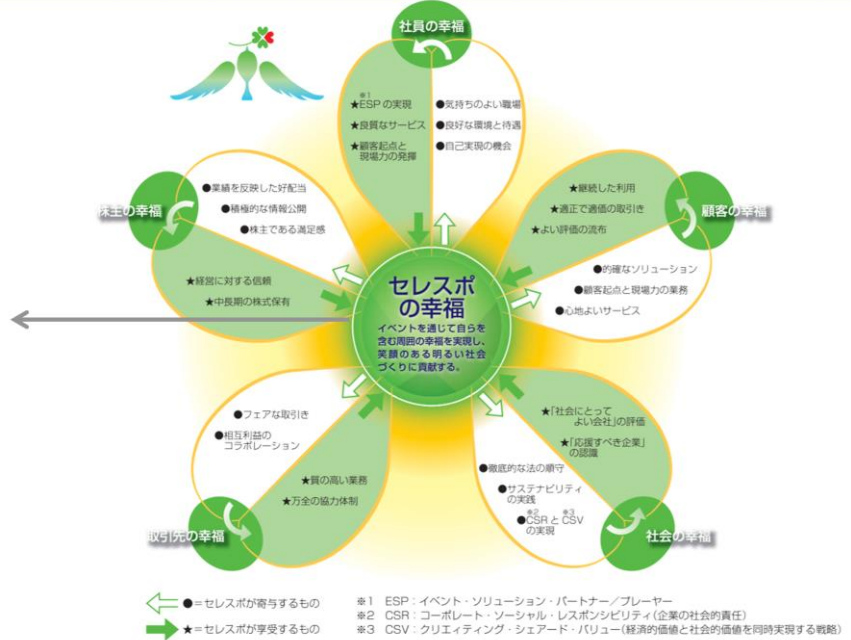 社員の幸福
※1
★ESPの実現
★良質なサービス
★顧客起点と
現場力の発揮
●気持ちのよい職場
●良好な環境と待遇
●自己実現の機会
株主の幸福
●業績を反映した好配当
●積極的な情報公開
●株主である満足感
★経営に対する信頼
★中長期の株式保有
顧客の幸福
★継続した利用
★適正で適価の取引き
★よい評価の流布
●的確なソリューション
●顧客起点と現場力の業務
●心地よいサービス
セレスポ
の幸福
イベントを通じて自らを
含む周囲の幸福を実現し、
笑顔のある明るい社会
づくりに貢献する。
●フェアな取引き
●相互利益の
コラボレーション
★質の高い業務
★万全の協力体制
取引先の幸福
★「社会にとって
よい会社」の評価
★「応援すべき企業」
の認識
●徹底的な法の順守
●サステナビリティ
の実践
※2 ※3
●CSRとCSV
の実現
社会の幸福
●=セレスポが寄与するもの
★=セレスポが享受するもの
※1 ESP：イベント・ソリューション・パートナー／プレーヤー
※2 CSR：コーポレート・ソーシャル・レスポンシビリティ(企業の社会的責任)
※3 CSV：クリエィティング・シェアード・バリュー(経済的価値と社会的価値を同時実現する戦略)